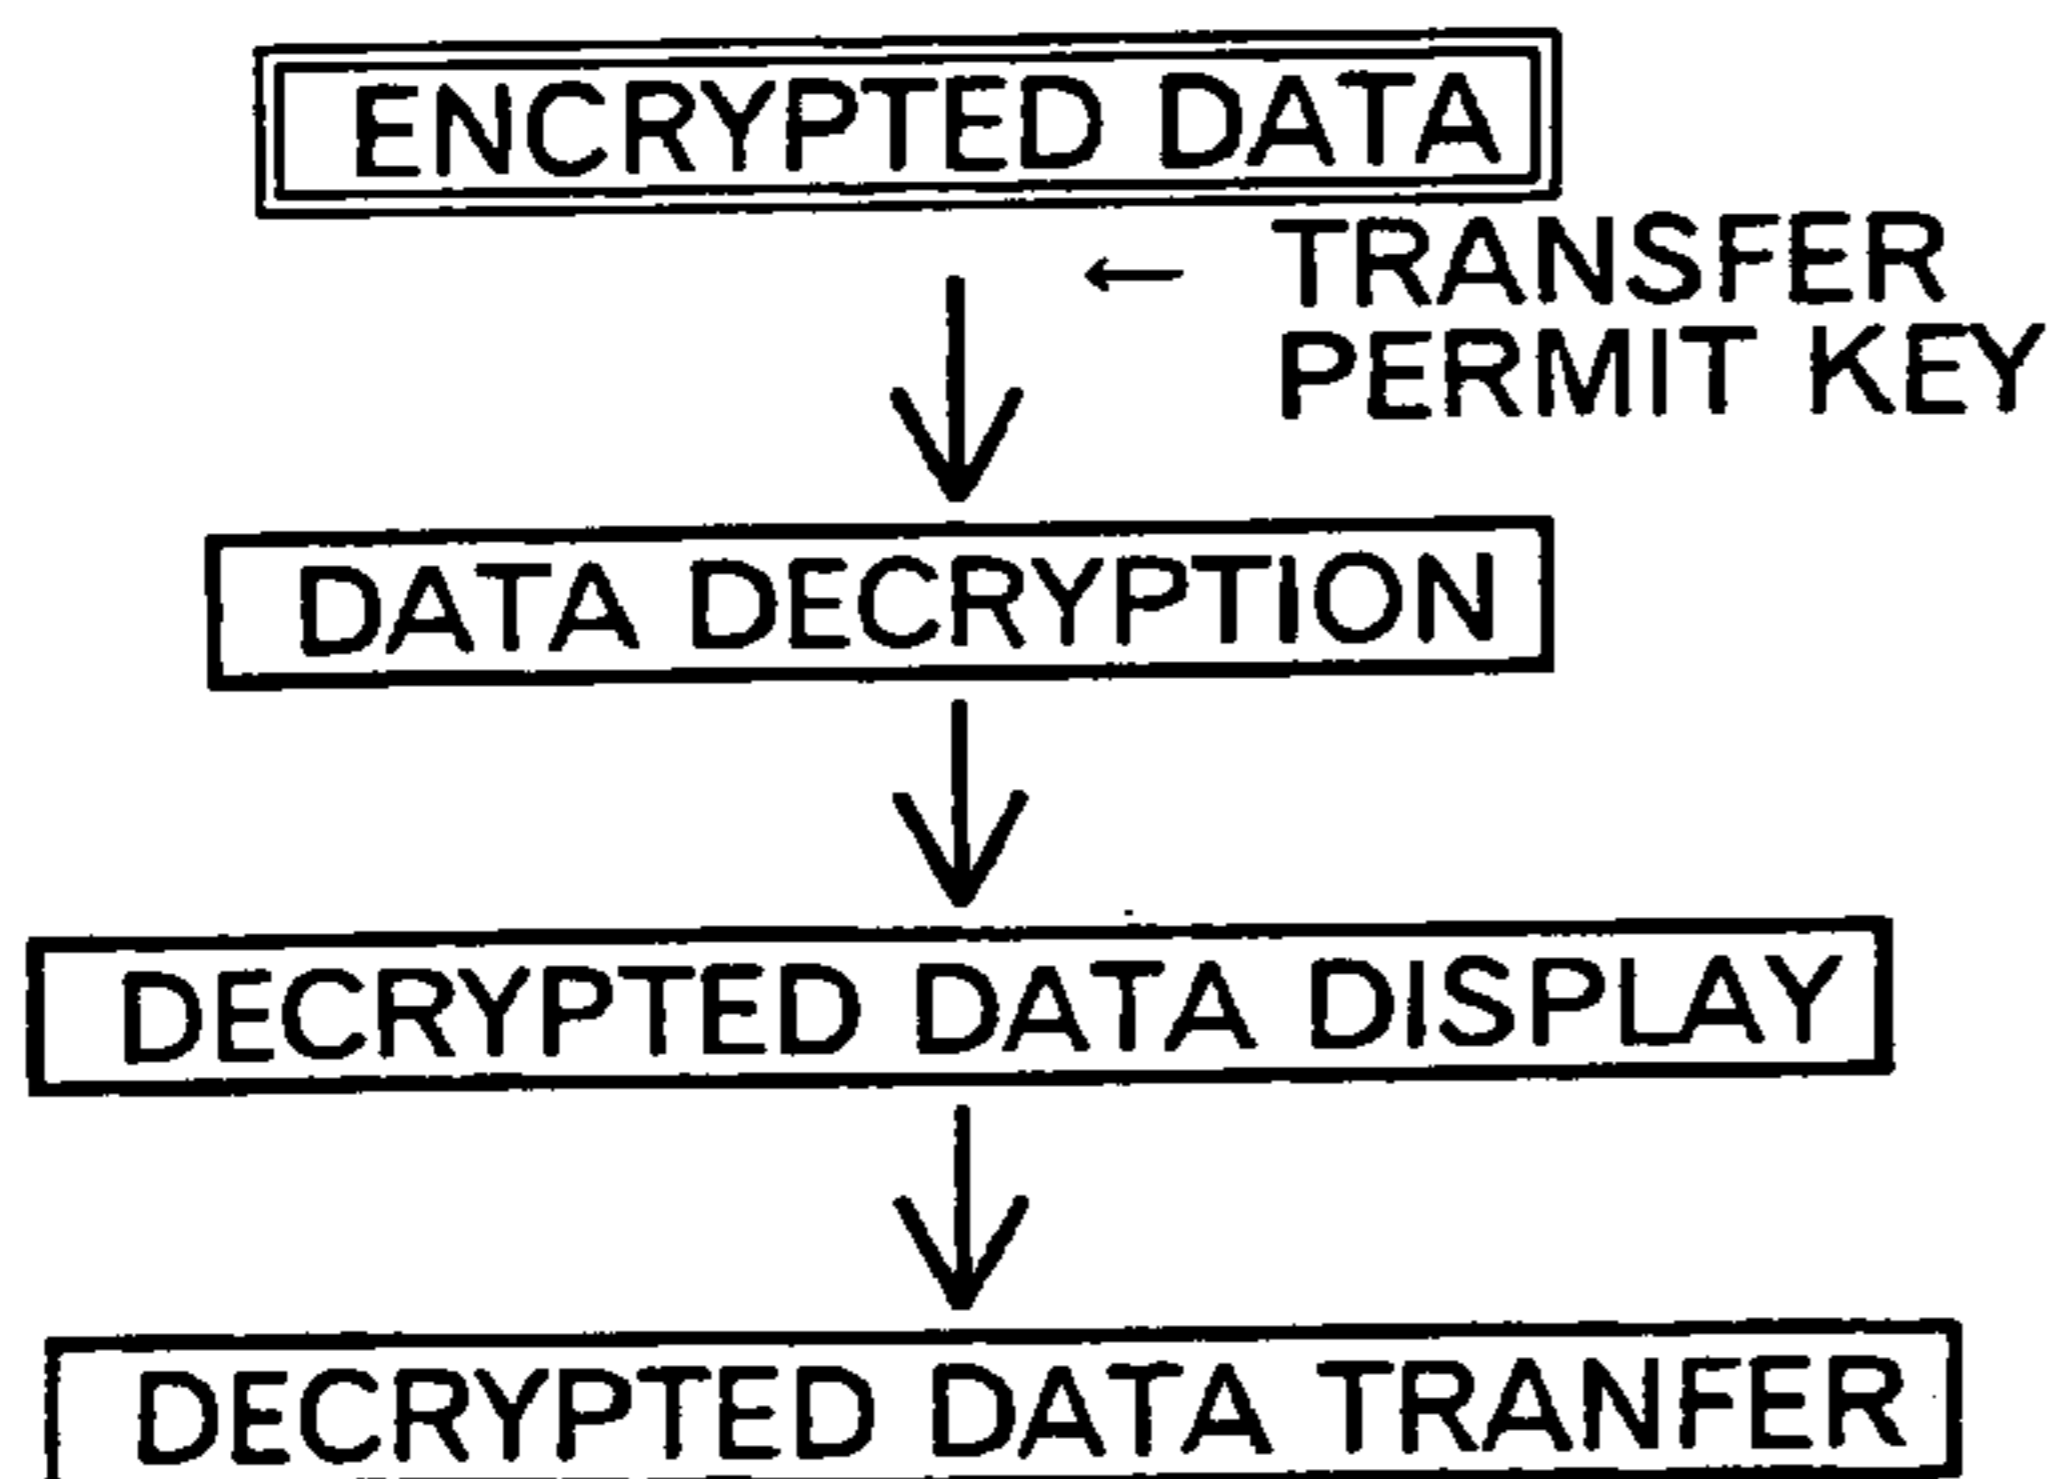 ENCRYPTED DATA
TRANSFER
PERMIT KEY
DATA DECRYPTION
DECRYPTED DATA DISPLAY
DECRYPTED DATA TRANFER